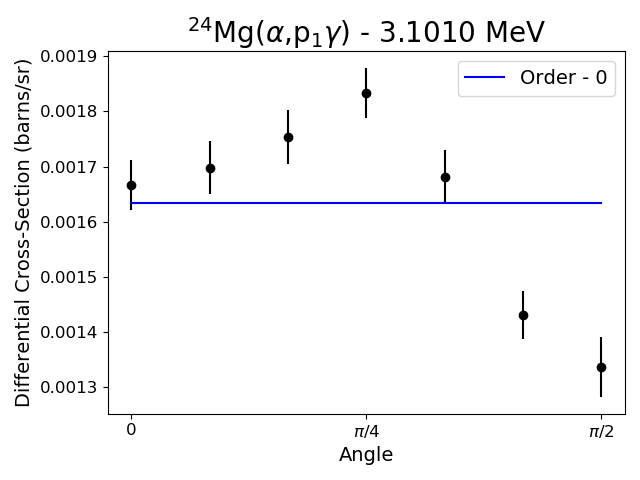 ²⁴Mg(α,p₁γ) - 3.1010 MeV
Order - 0
Differential Cross-Section (barns/sr)
0.0019
0.0018
0.0017
0.0016
0.0015
0.0014
0.0013
0 π/4 π/2
Angle